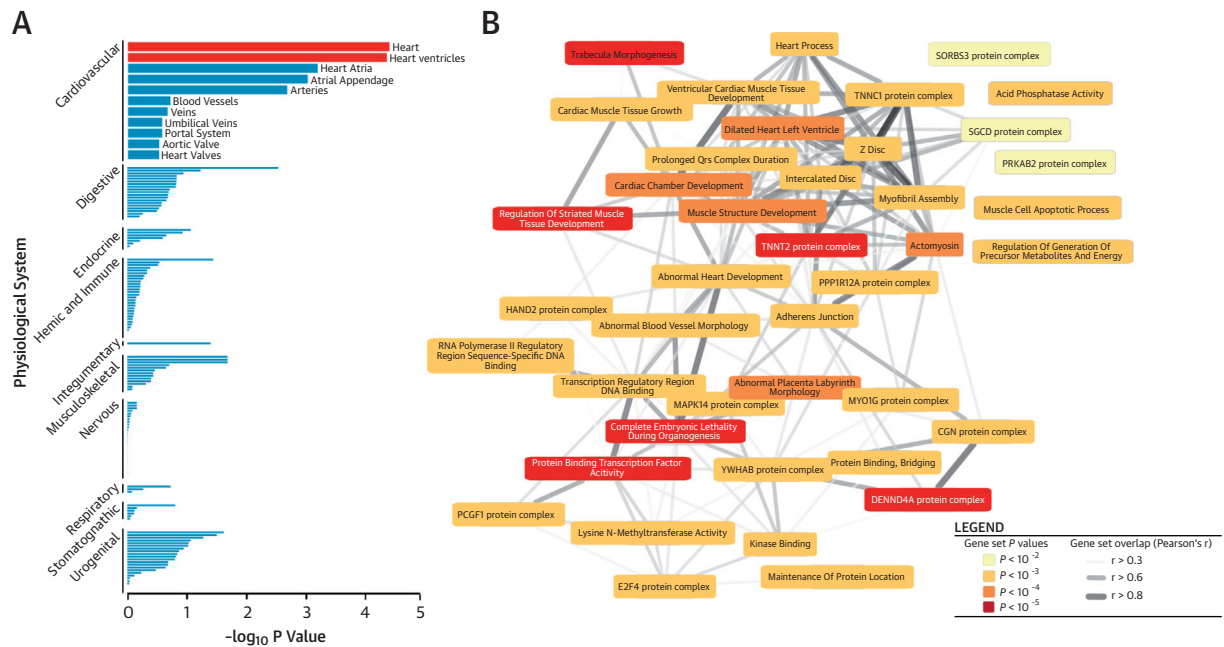 A
Cardiovascular
Heart
Heart ventricles
Heart Atria
Atrial Appendage
Arteries
Blood Vessels
Veins
Umbilical Veins
Portal System
Aortic Valve
Heart Valves
Digestive
Endocrine
Hemic and Immune
Integumentary
Musculoskeletal
Nervous
Respiratory
Stomatognathic
Urogenital
Physiological System
0 1 2 3 4 5
–log10 P Value
B
Trabecula Morphogenesis
Heart Process
SORBS3 protein complex
Ventricular Cardiac Muscle Tissue
Development
TNNC1 protein complex
Acid Phosphatase Activity
Cardiac Muscle Tissue Growth
Dilated Heart Left Ventricle
SGCD protein complex
Z Disc
Prolonged Qrs Complex Duration
PRKAB2 protein complex
Intercalated Disc
Cardiac Chamber Development
Myofibril Assembly
Regulation Of Striated Muscle
Tissue Development
Muscle Structure Development
Muscle Cell Apoptotic Process
TNNT2 protein complex
Actomyosin
Regulation Of Generation Of
Precursor Metabolites And Energy
Abnormal Heart Development
PPP1R12A protein complex
HAND2 protein complex
Adherens Junction
Abnormal Blood Vessel Morphology
RNA Polymerase II Regulatory
Region Sequence-Specific DNA
Binding
Transcription Regulatory Region
DNA Binding
Abnormal Placenta Labyrinth
Morphology
MAPK14 protein complex
MYO1G protein complex
Complete Embryonic Lethality
During Organogenesis
CGN protein complex
Protein Binding Transcription Factor
Acitivity
YWHAB protein complex
Protein Binding, Bridging
DENND4A protein complex
PCGF1 protein complex
Lysine N-Methyltransferase Activity
Kinase Binding
E2F4 protein complex
Maintenance Of Protein Location
LEGEND
Gene set P values
P < 10 -2
P < 10 -3
P < 10 -4
P < 10 -5
Gene set overlap (Pearson's r)
r > 0.3
r > 0.6
r > 0.8